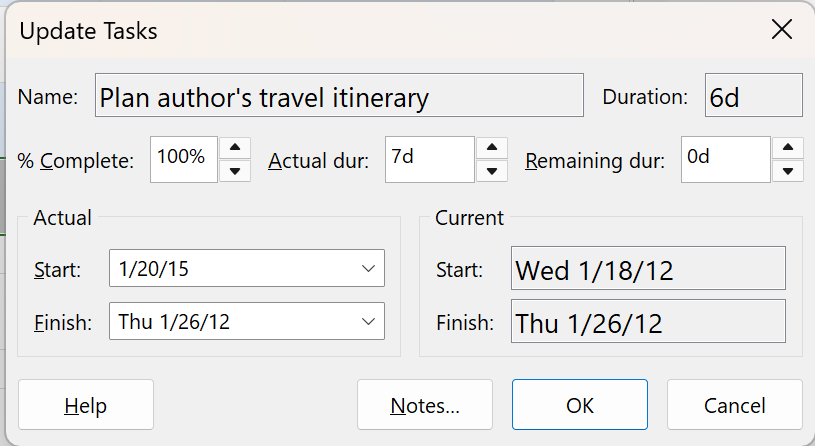 Update Tasks
Name: Plan author's travel itinerary Duration: 6d
% Complete: 100% Actual dur: 7d Remaining dur: 0d
Actual Current
Start: 1/20/15 Start: Wed 1/18/12
Finish: Thu 1/26/12 Finish: Thu 1/26/12
Help Notes... OK Cancel